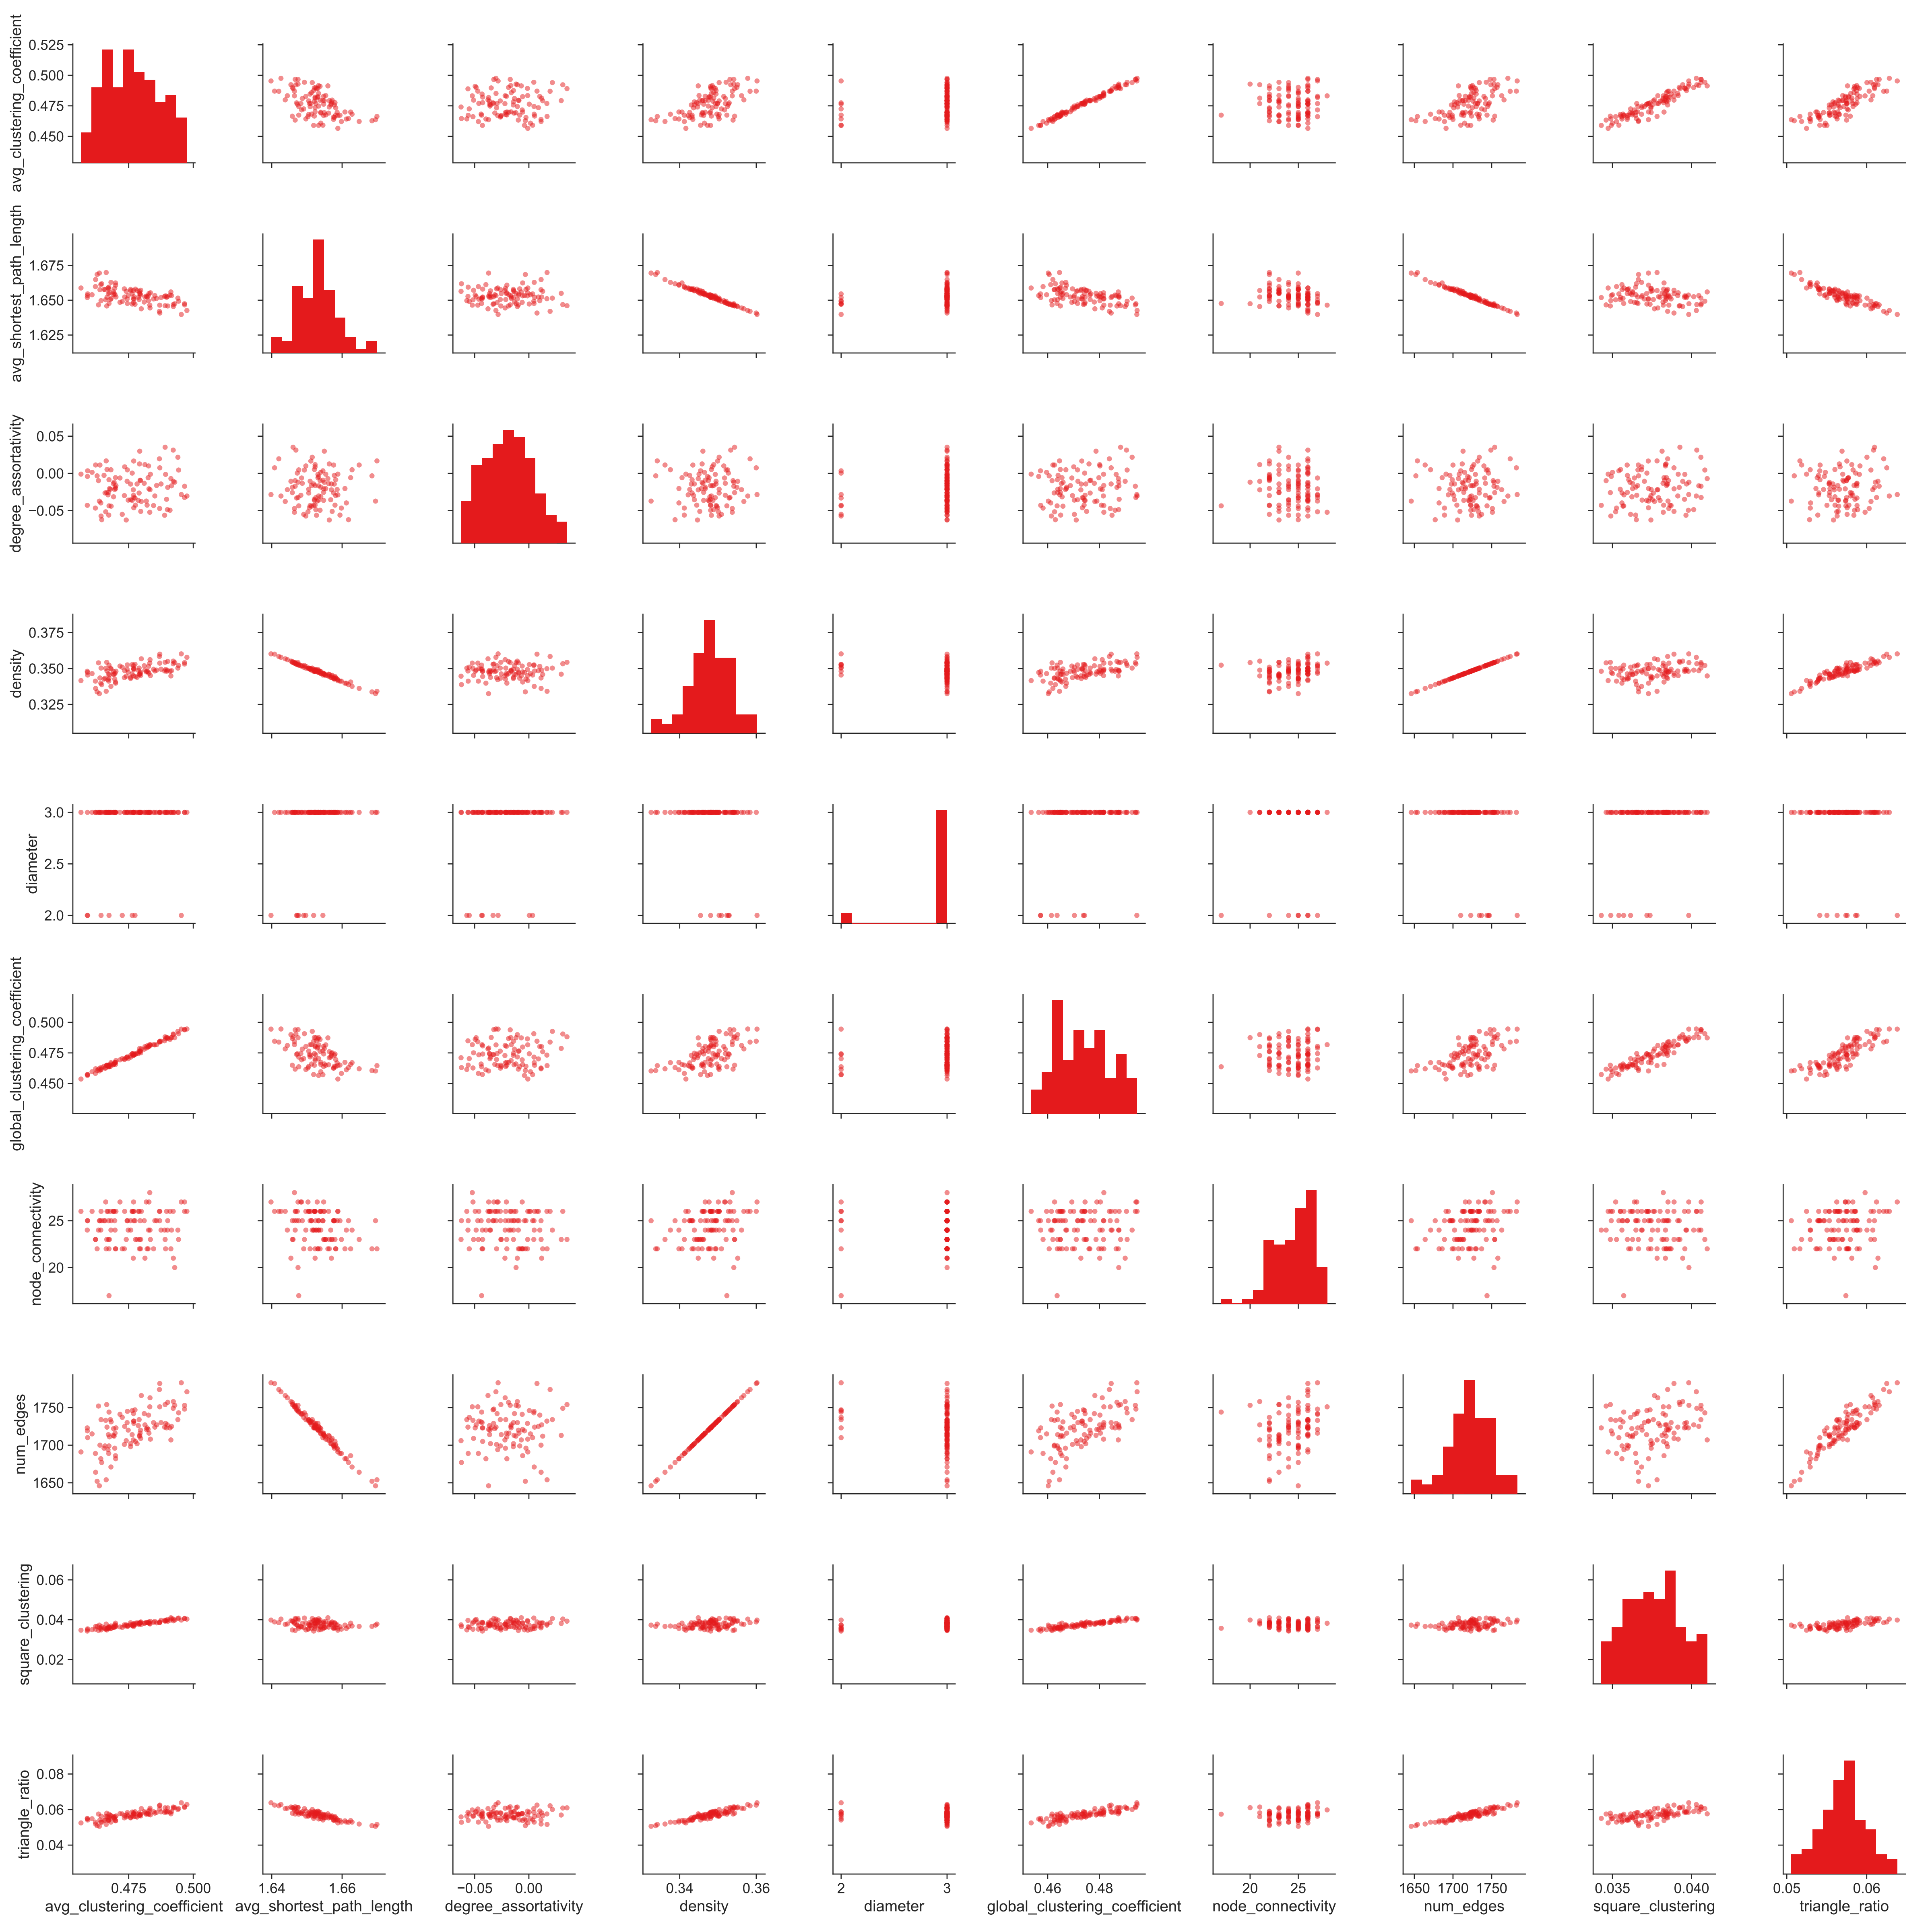 avg_clustering_coefficient
0.525
0.500
0.475
0.450
avg_shortest_path_length
1.675
1.650
1.625
degree_assortativity
0.05
0.00
−0.05
density
0.375
0.350
0.325
diameter
3.0
2.5
2.0
global_clustering_coefficient
0.500
0.475
0.450
node_connectivity
25
20
num_edges
1750
1700
1650
square_clustering
0.06
0.04
0.02
triangle_ratio
0.08
0.06
0.04
0.475 0.500 1.64 1.66 −0.05 0.00 0.34 0.36 2 3 0.46 0.48 20 25 1650 1700 1750 0.035 0.040 0.05 0.06
avg_clustering_coefficient avg_shortest_path_length degree_assortativity density diameter global_clustering_coefficient node_connectivity num_edges square_clustering triangle_ratio